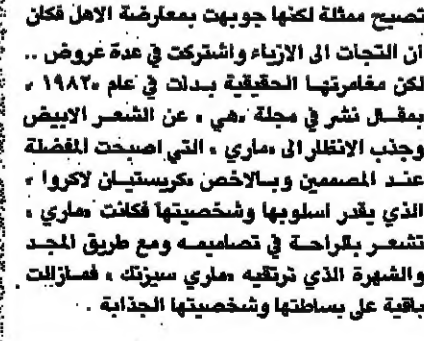 تصبح ممثلة لكنها جوبهت بمعارضة الاهل فكان
ان التجات الى الازياء واشتركت في عدة عروض ..
لكن مغامرتها الحقيقية بدات في عام «١٩٨٢»
بمقال نشر في مجلة «هي» عن الشعر الابيض
وجذب الانظار الى «ماري» التي اصبحت المفضلة
عند المصممين وبالاخص «كريستيان لاكروا»
الذي يقدر اسلوبها وشخصيتها فكانت «ماري»
تشعر بالراحة في تصاميمه ومع طريق المجد
والشهرة الذي ترتقيه «ماري سيزنك» فمازالت
باقية على بساطتها وشخصيتها الجذابة .